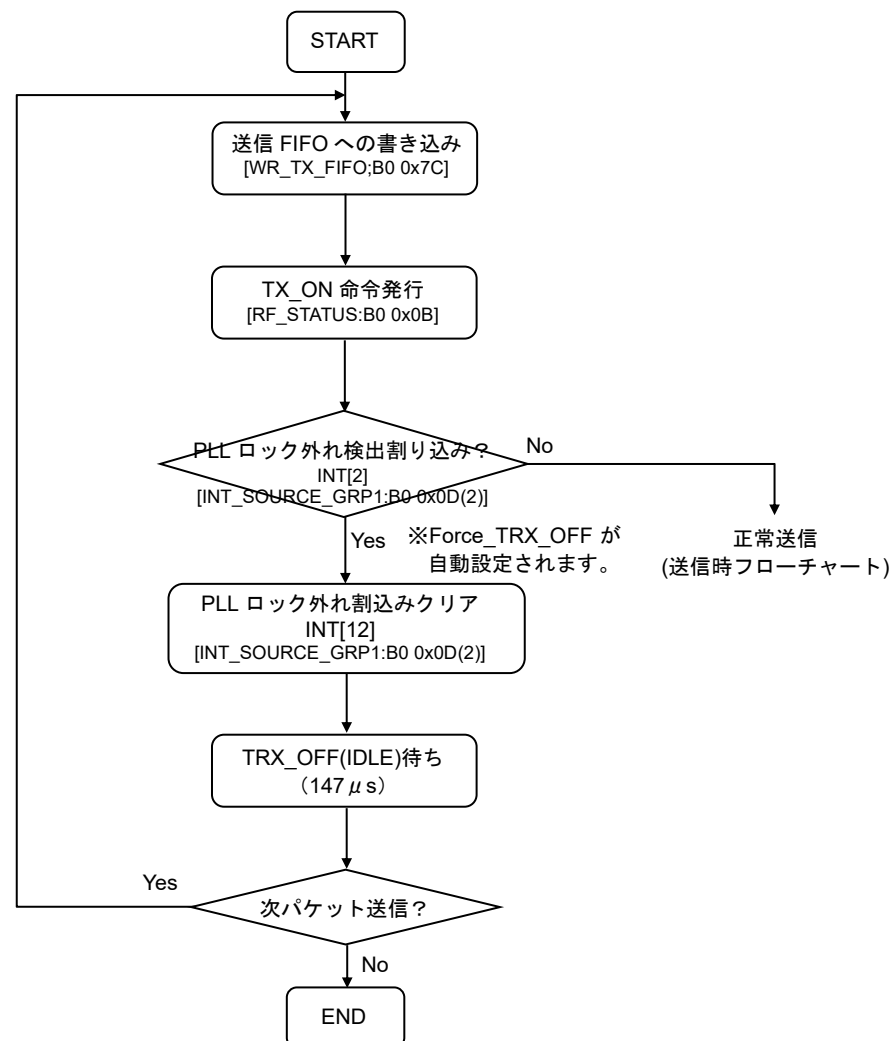 START
送信 FIFO への書き込み
[WR_TX_FIFO;B0 0x7C]
TX_ON 命令発行
[RF_STATUS:B0 0x0B]
PLL ロック外れ検出割り込み？
INT[2]
[INT_SOURCE_GRP1:B0 0x0D(2)]
No
Yes
※Force_TRX_OFF が
自動設定されます。
正常送信
(送信時フローチャート)
PLL ロック外れ割込みクリア
INT[12]
[INT_SOURCE_GRP1:B0 0x0D(2)]
TRX_OFF(IDLE)待ち
（147μs）
Yes
次パケット送信？
No
END